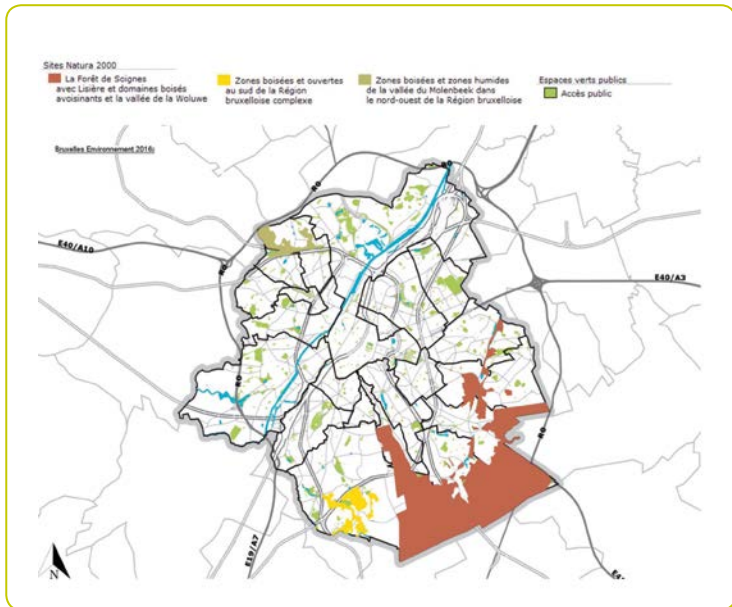 Sites Natura 2000
La Forêt de Soignes
avec Lisière et domaines boisés
avoisinants et la vallée de la Woluwe
Zones boisées et ouvertes
au sud de la Région
bruxelloise complexe
Zones boisées et zones humides
de la vallée du Molenbeek dans
le nord-ouest de la Région bruxelloise
Espaces verts publics
Accès public
Bruxelles Environnement 2016
R0
R0
E40/A10
R0
E40/A3
R0
R0
E19/A7
N